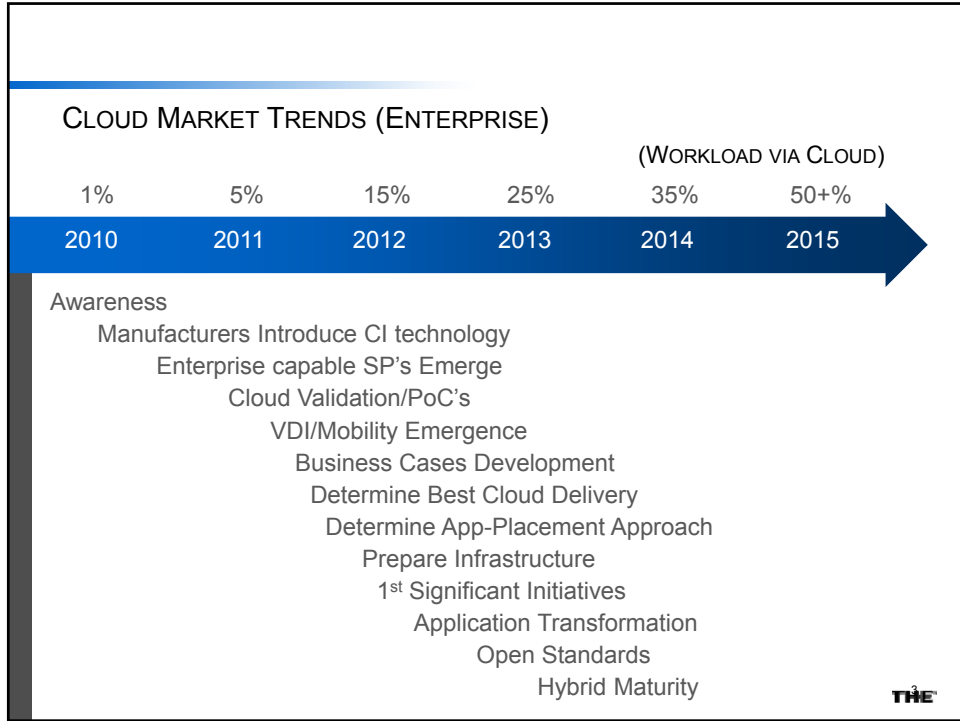 CLOUD MARKET TRENDS (ENTERPRISE)
(WORKLOAD VIA CLOUD)
1% 5% 15% 25% 35% 50+%
2010 2011 2012 2013 2014 2015
Awareness
Manufacturers Introduce CI technology
Enterprise capable SP's Emerge
Cloud Validation/PoC's
VDI/Mobility Emergence
Business Cases Development
Determine Best Cloud Delivery
Determine App-Placement Approach
Prepare Infrastructure
1st Significant Initiatives
Application Transformation
Open Standards
Hybrid Maturity
THE
3